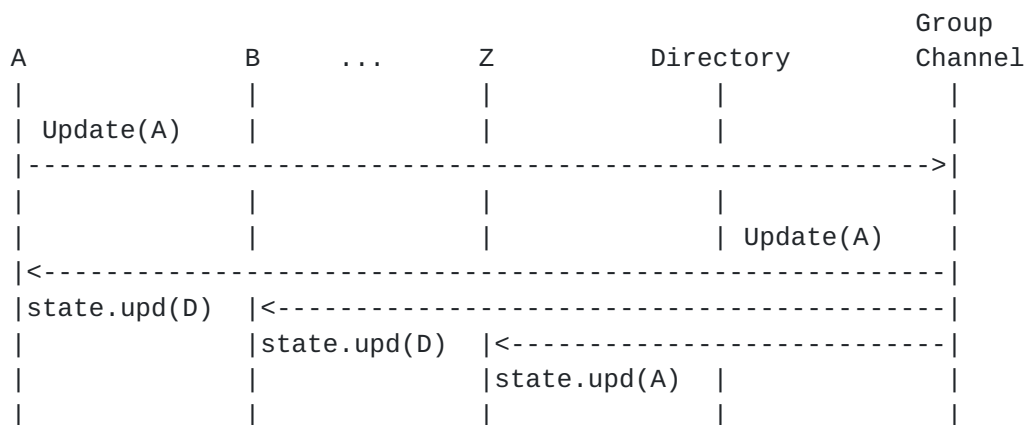 Group
A              B     ...      Z          Directory        Channel
|              |              |              |              |
| Update(A)    |              |              |              |
|---------------------------------------------------------->|
|              |              |              |              |
|              |              |              | Update(A)    |
|<----------------------------------------------------------|
|state.upd(D)  |<-------------------------------------------|
|              |state.upd(D)  |<----------------------------|
|              |              |state.upd(A)  |              |
|              |              |              |              |